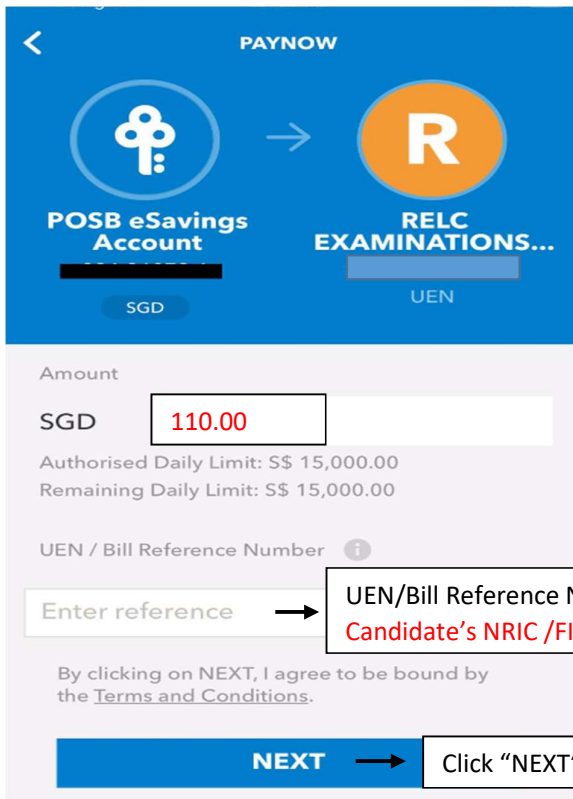 PAYNOW
POSB eSavings
Account
SGD
R
RELC
EXAMINATIONS...
UEN
Amount
SGD 110.00
Authorised Daily Limit: S$ 15,000.00
Remaining Daily Limit: S$ 15,000.00
UEN / Bill Reference Number i
Enter reference
UEN/Bill Reference
Candidate's NRIC /FI
By clicking on NEXT, I agree to be bound by
the Terms and Conditions.
NEXT
Click "NEXT"